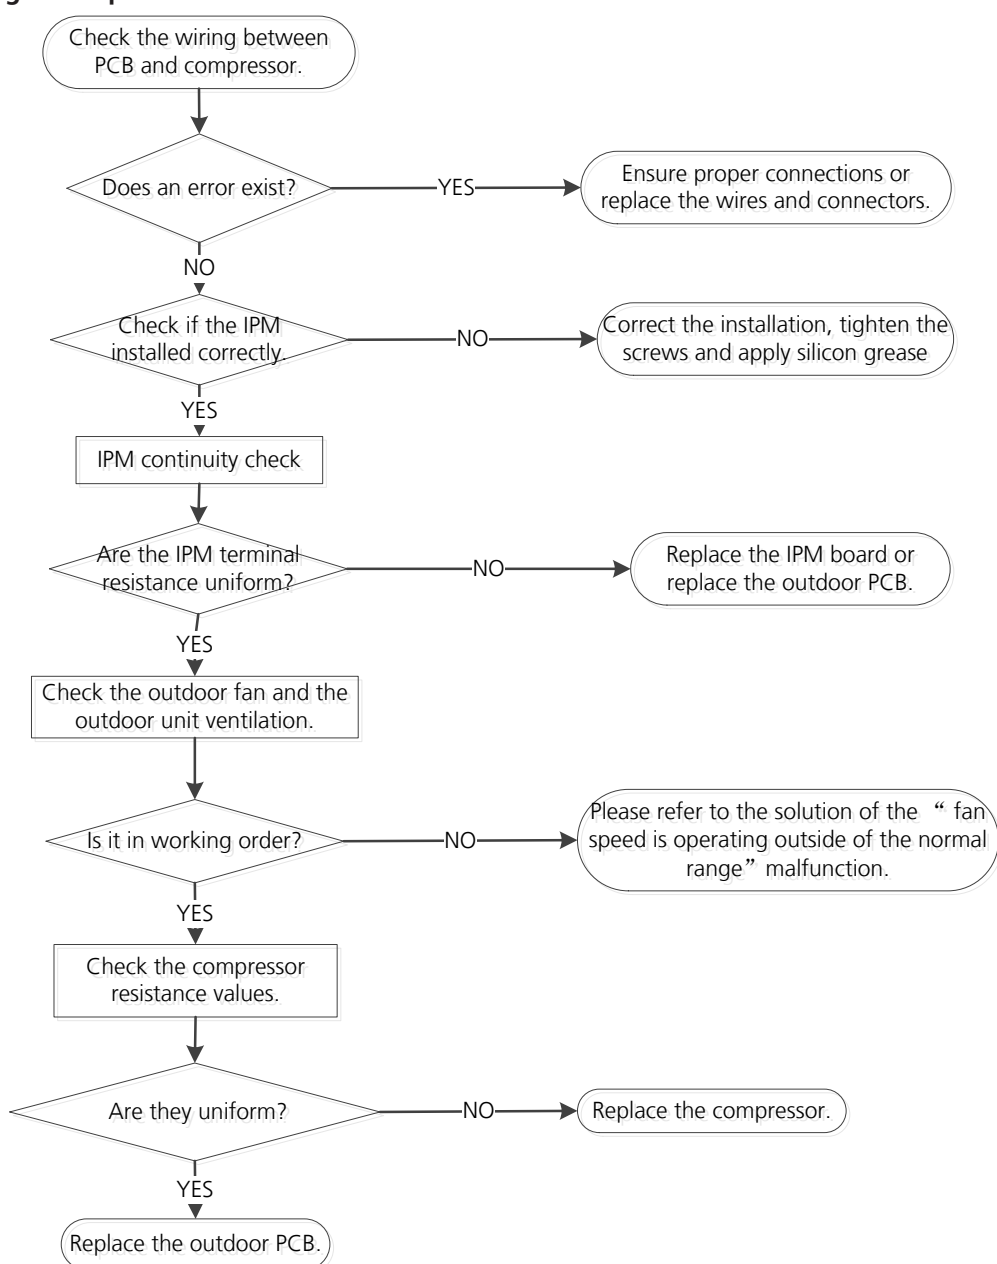 Check the wiring between
PCB and compressor.
Does an error exist?
YES
Ensure proper connections or
replace the wires and connectors.
NO
Check if the IPM
installed correctly.
NO
Correct the installation, tighten the
screws and apply silicon grease
YES
IPM continuity check
Are the IPM terminal
resistance uniform?
NO
Replace the IPM board or
replace the outdoor PCB.
YES
Check the outdoor fan and the
outdoor unit ventilation.
Is it in working order?
NO
Please refer to the solution of the “ fan
speed is operating outside of the normal
range” malfunction.
YES
Check the compressor
resistance values.
Are they uniform?
NO
Replace the compressor.
YES
Replace the outdoor PCB.